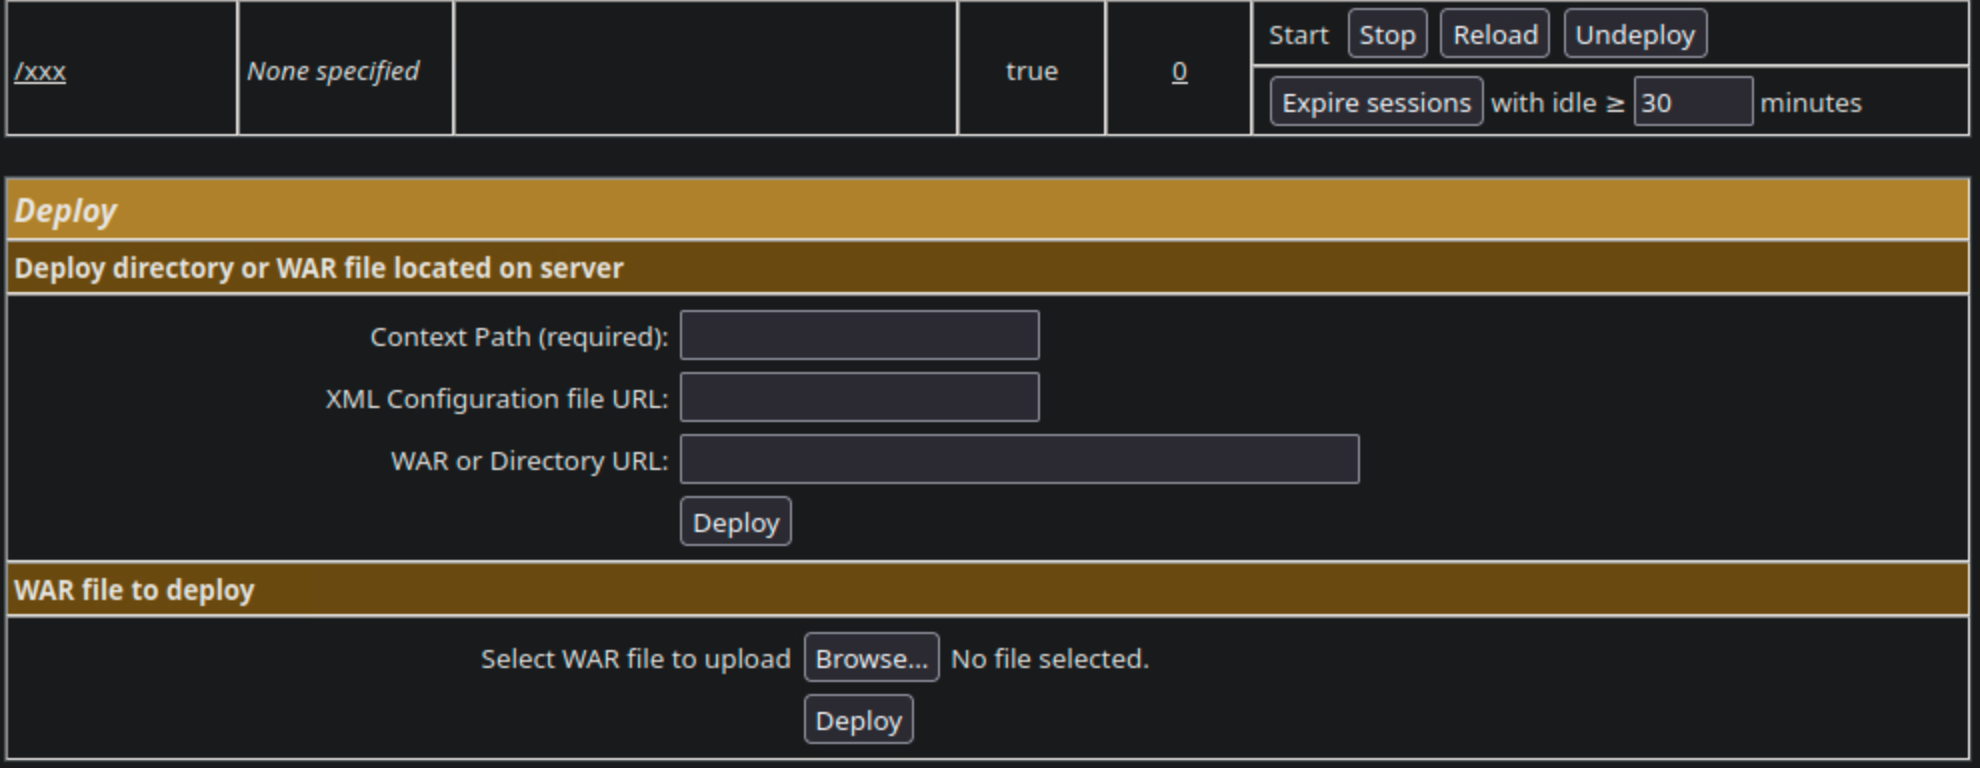 /xxx None specified true 0 Start Stop Reload Undeploy
Expire sessions with idle ≥ 30 minutes
Deploy
Deploy directory or WAR file located on server
Context Path (required):
XML Configuration file URL:
WAR or Directory URL:
Deploy
WAR file to deploy
Select WAR file to upload Browse... No file selected.
Deploy